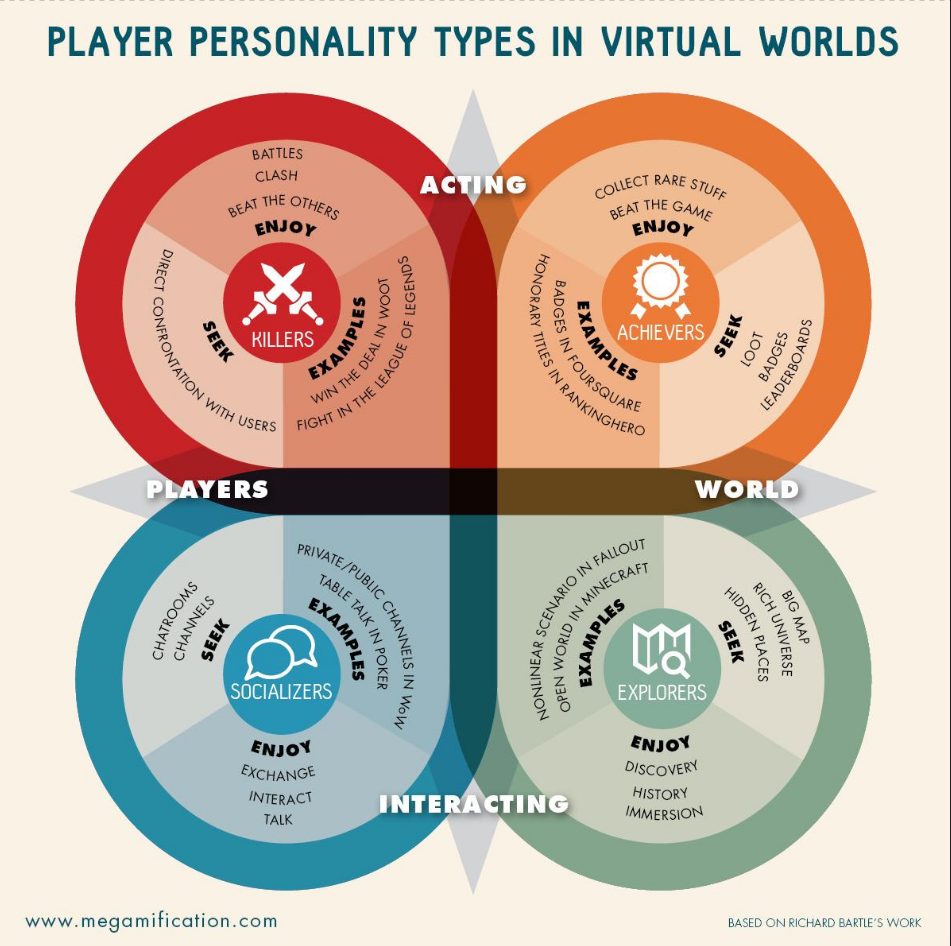 PLAYER PERSONALITY TYPES IN VIRTUAL WORLDS
ACTING
BATTLES
CLASH
BEAT THE OTHERS
ENJOY
KILLERS
SEEK
DIRECT CONFRONTATION WITH USERS
EXAMPLES
WIN THE DEAL IN WOOT
FIGHT IN THE LEAGUE OF LEGENDS
COLLECT RARE STUFF
BEAT THE GAME
ENJOY
ACHIEVERS
EXAMPLES
BADGES IN FOURSQUARE
HONORARY TITLES IN RANKINGHERO
SEEK
LOOT
BADGES
LEADERBOARDS
PLAYERS
WORLD
CHATROOMS
CHANNELS
SEEK
SOCIALIZERS
PRIVATE/PUBLIC CHANNELS IN WoW
TABLE TALK IN POKER
EXAMPLES
ENJOY
EXCHANGE
INTERACT
TALK
NONLINEAR SCENARIO IN FALLOUT
OPEN WORLD IN MINECRAFT
EXAMPLES
EXPLORERS
BIG MAP
RICH UNIVERSE
HIDDEN PLACES
SEEK
ENJOY
DISCOVERY
HISTORY
IMMERSION
INTERACTING
www.megamification.com
BASED ON RICHARD BARTLE'S WORK